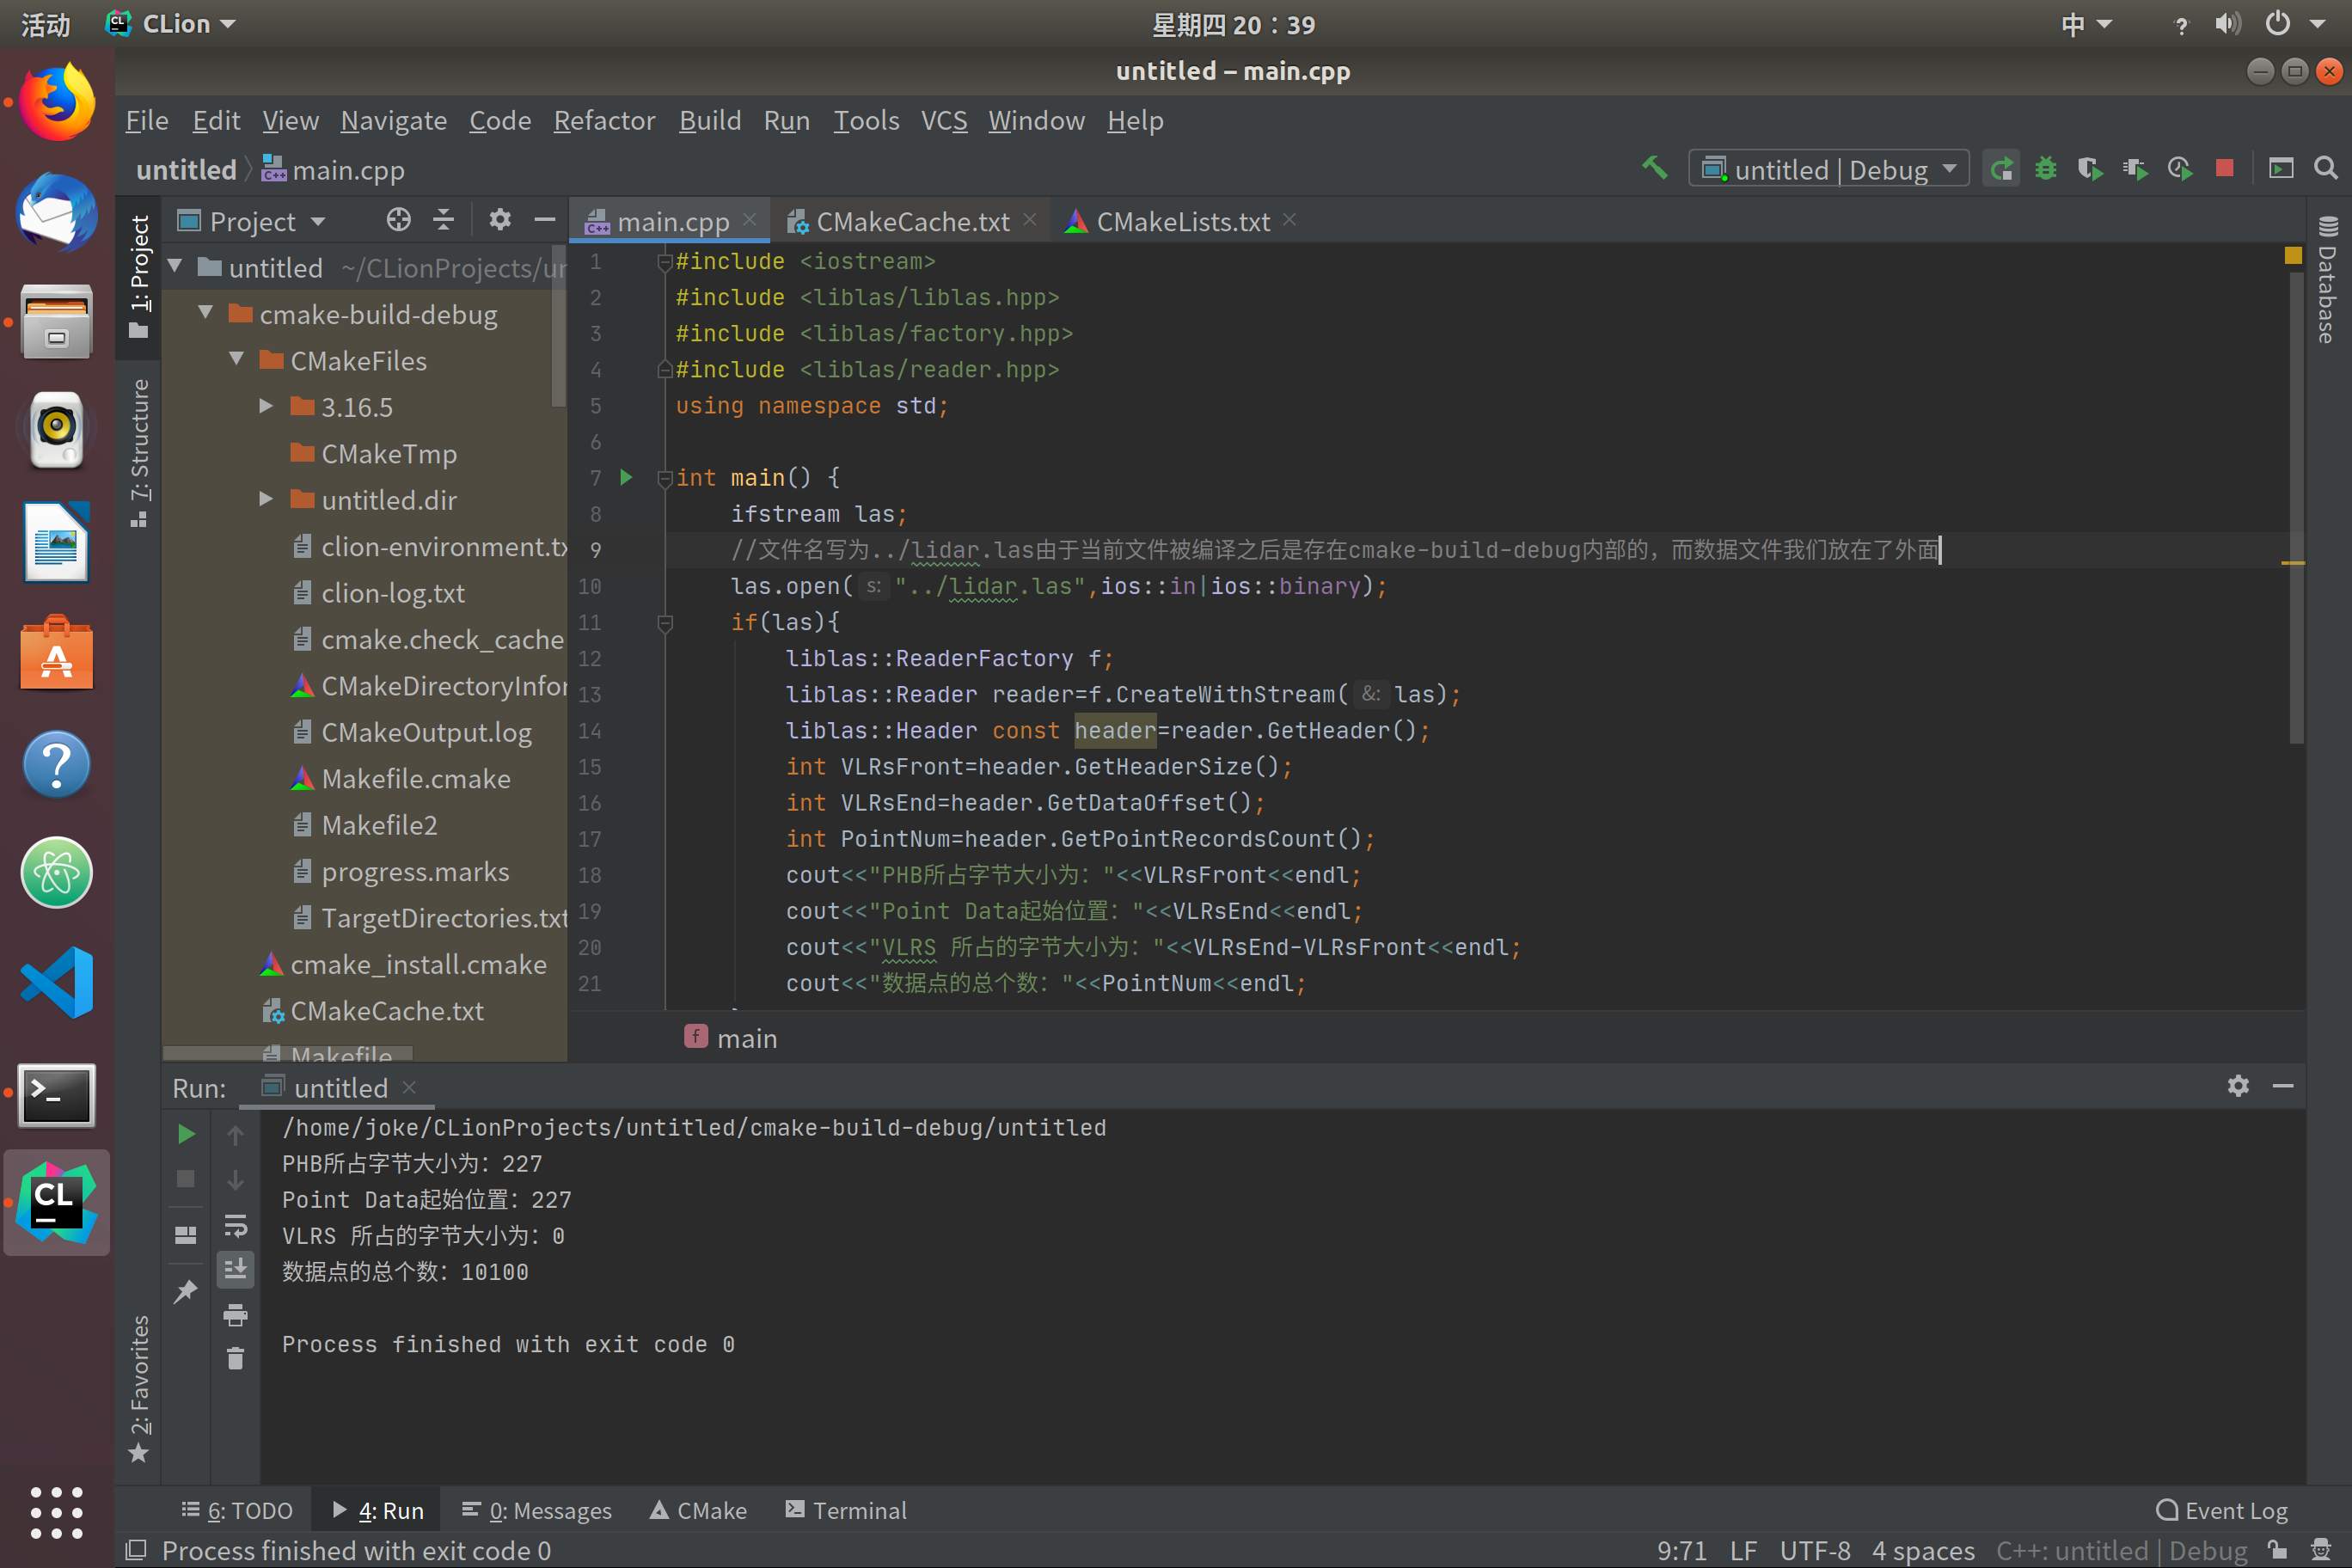 活动 CLion 星期四 20：39 中 ?
untitled – main.cpp
File Edit View Navigate Code Refactor Build Run Tools VCS Window Help
untitled main.cpp untitled | Debug
1: Project
7: Structure
2: Favorites
Database
Project
untitled ~/CLionProjects/un
cmake-build-debug
CMakeFiles
3.16.5
CMakeTmp
untitled.dir
clion-environment.tx
clion-log.txt
cmake.check_cache
CMakeDirectoryInfor
CMakeOutput.log
Makefile.cmake
Makefile2
progress.marks
TargetDirectories.txt
cmake_install.cmake
CMakeCache.txt
Makefile
main.cpp CMakeCache.txt CMakeLists.txt
1 #include <iostream>
2 #include <liblas/liblas.hpp>
3 #include <liblas/factory.hpp>
4 #include <liblas/reader.hpp>
5 using namespace std;
6
7 int main() {
8 ifstream las;
9 //文件名写为../lidar.las由于当前文件被编译之后是存在cmake-build-debug内部的，而数据文件我们放在了外面
10 las.open( s: "../lidar.las",ios::in|ios::binary);
11 if(las){
12 liblas::ReaderFactory f;
13 liblas::Reader reader=f.CreateWithStream( &: las);
14 liblas::Header const header=reader.GetHeader();
15 int VLRsFront=header.GetHeaderSize();
16 int VLRsEnd=header.GetDataOffset();
17 int PointNum=header.GetPointRecordsCount();
18 cout<<"PHB所占字节大小为："<<VLRsFront<<endl;
19 cout<<"Point Data起始位置："<<VLRsEnd<<endl;
20 cout<<"VLRS 所占的字节大小为："<<VLRsEnd-VLRsFront<<endl;
21 cout<<"数据点的总个数："<<PointNum<<endl;
f main
Run: untitled
/home/joke/CLionProjects/untitled/cmake-build-debug/untitled
PHB所占字节大小为：227
Point Data起始位置：227
VLRS 所占的字节大小为：0
数据点的总个数：10100
Process finished with exit code 0
6: TODO 4: Run 0: Messages CMake Terminal Event Log
Process finished with exit code 0 9:71 LF UTF-8 4 spaces C++: untitled | Debug